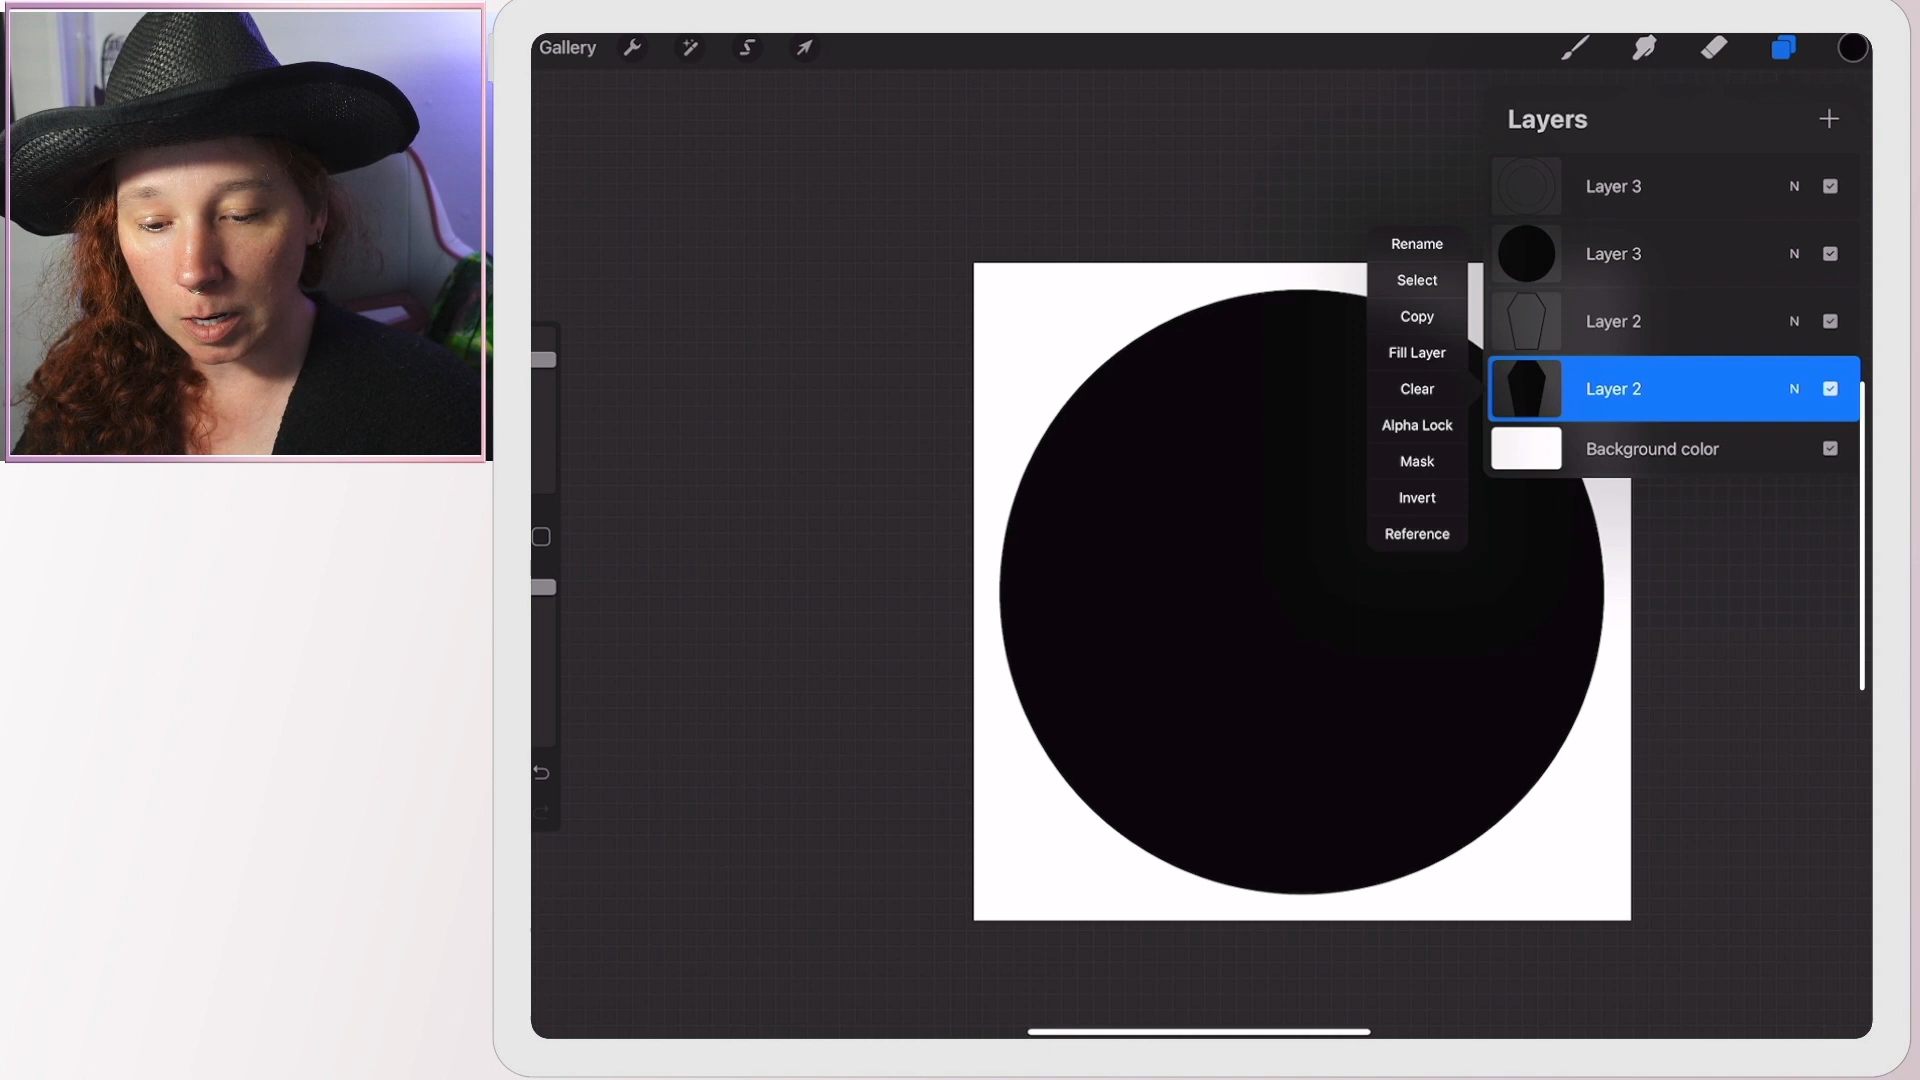 Gallery
Layers
Layer 3 N
Rename
Select
Layer 3 N
Copy
Layer 2 N
Fill Layer
Clear
Layer 2 N
Alpha Lock
Background color
Mask
Invert
Reference